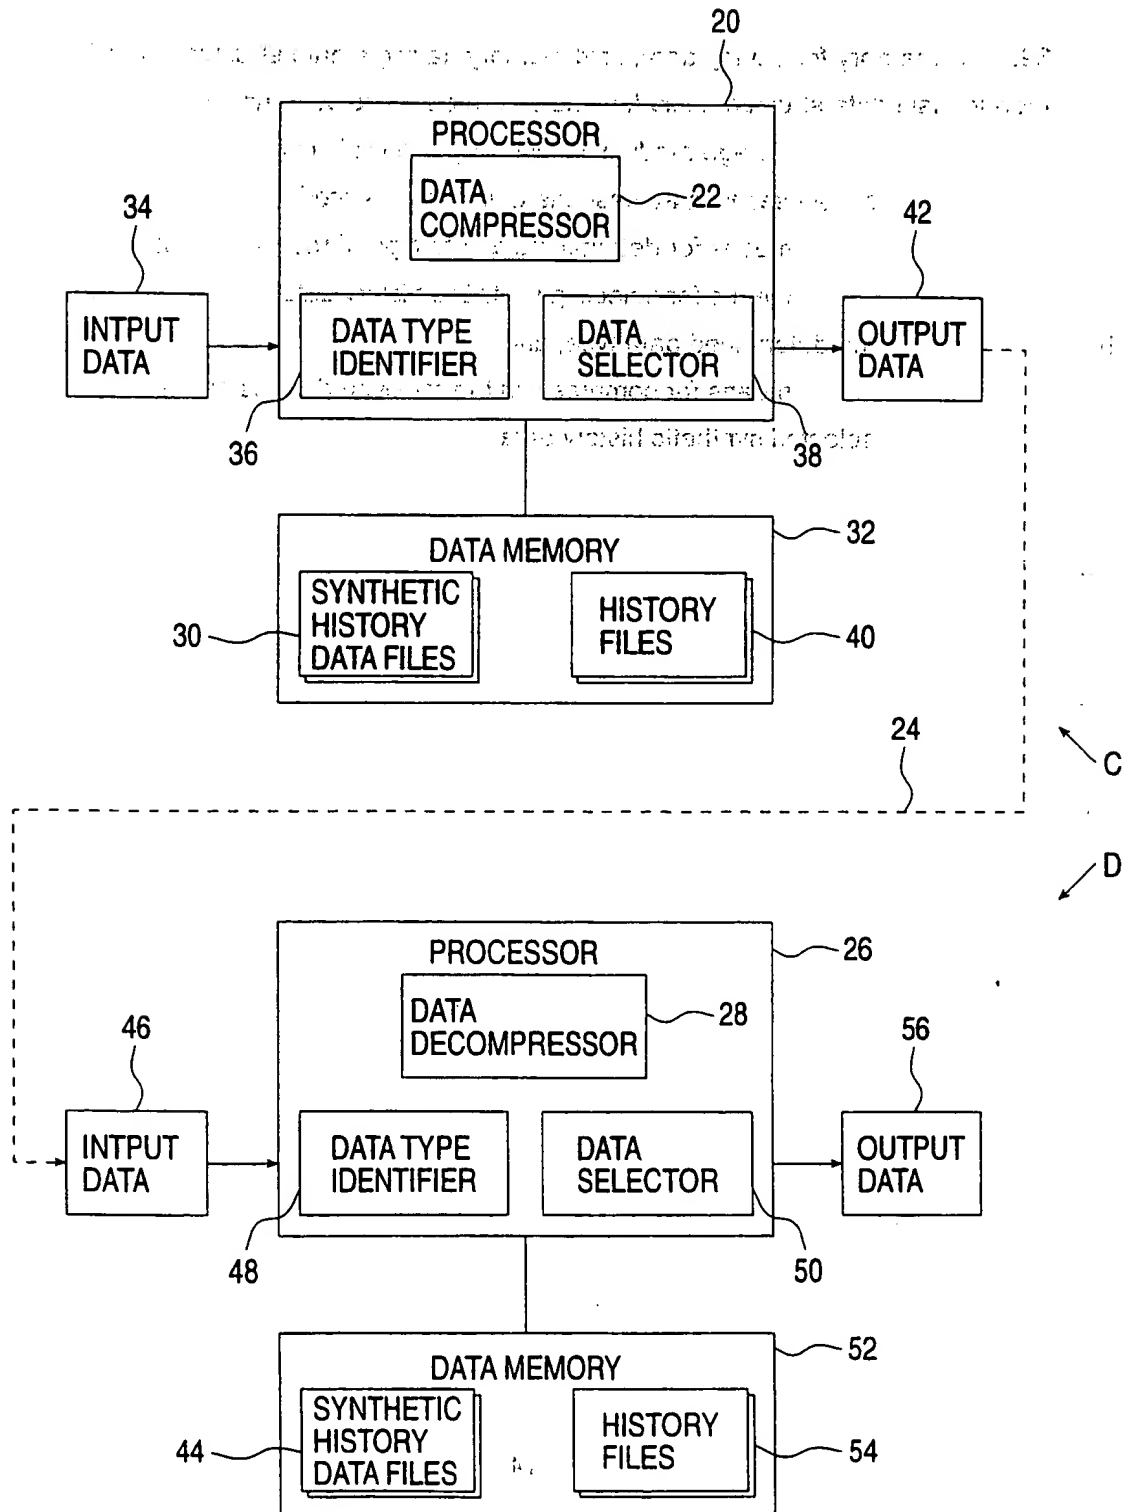 20
PROCESSOR
DATA
COMPRESSOR
22
34
INTPUT
DATA
DATA TYPE
IDENTIFIER
DATA
SELECTOR
42
OUTPUT
DATA
36
38
DATA MEMORY
32
SYNTHETIC
HISTORY
DATA FILES
30
HISTORY
FILES
40
24
C
D
PROCESSOR
26
DATA
DECOMPRESSOR
28
46
INTPUT
DATA
DATA TYPE
IDENTIFIER
DATA
SELECTOR
56
OUTPUT
DATA
48
50
DATA MEMORY
52
SYNTHETIC
HISTORY
DATA FILES
44
HISTORY
FILES
54